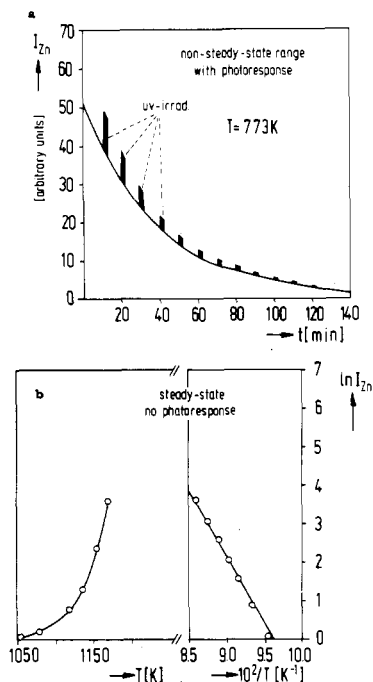 a
I Zn
70
60
50
40
30
20
10
0
[arbitrary units]
non-steady-state range
with photoresponse
uv-irrad.
T=773K
20 40 60 80 100 120 140
t[min]
b
steady-state
no photoresponse
7
6
5
4
3
2
1
0
ln I Zn
1050 1150 8.5 9.0 9.5 10.0
T[K] 10²/T [K⁻¹]